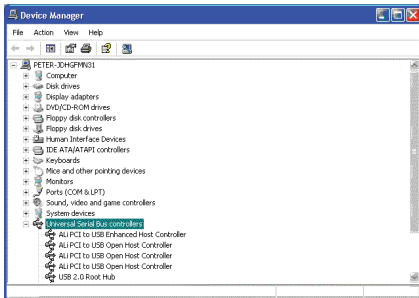 Device Manager
File Action View Help
PETER-JDHGFMN31
Computer
Disk drives
Display adapters
DVD/CD-ROM drives
Floppy disk controllers
Floppy disk drives
Human Interface Devices
IDE ATA/ATAPI controllers
Keyboards
Mice and other pointing devices
Monitors
Ports (COM & LPT)
Sound, video and game controllers
System devices
Universal Serial Bus controllers
ALi PCI to USB Enhanced Host Controller
ALi PCI to USB Open Host Controller
ALi PCI to USB Open Host Controller
ALi PCI to USB Open Host Controller
USB 2.0 Root Hub